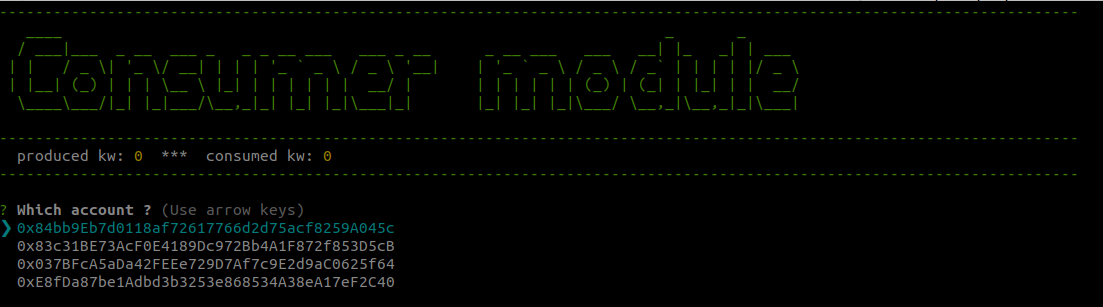 Consumer module
produced kw: 0 *** consumed kw: 0
? Which account ? (Use arrow keys)
❯ 0x84bb9Eb7d0118af72617766d2d75acf8259A045c
0x83c31BE73AcF0E4189Dc972Bb4A1F872f853D5cB
0x037BFcA5aDa42FEEe729D7Af7c9E2d9aC0625f64
0xE8fDa87be1Adbd3b3253e868534A38eA17eF2C40